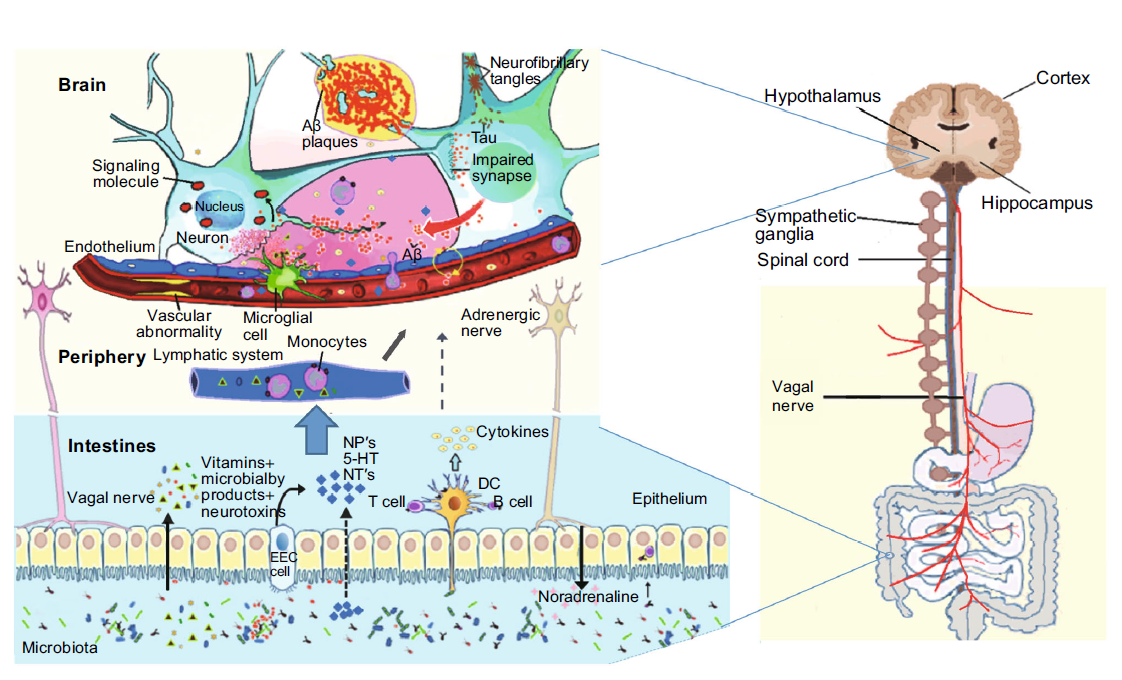 Brain
Neurofibrillary
tangles
Aβ
plaques
Tau
Impaired
synapse
Signaling
molecule
Nucleus
Neuron
Endothelium
Aβ
Vascular
abnormality
Microglial
cell
Adrenergic
nerve
Periphery
Lymphatic system
Monocytes
Intestines
Vitamins+
microbialby
products+
neurotoxins
NP's
5-HT
NT's
Cytokines
Vagal nerve
T cell
DC
B cell
Epithelium
EEC
cell
Noradrenaline
Microbiota
Hypothalamus
Cortex
Hippocampus
Sympathetic
ganglia
Spinal cord
Vagal
nerve